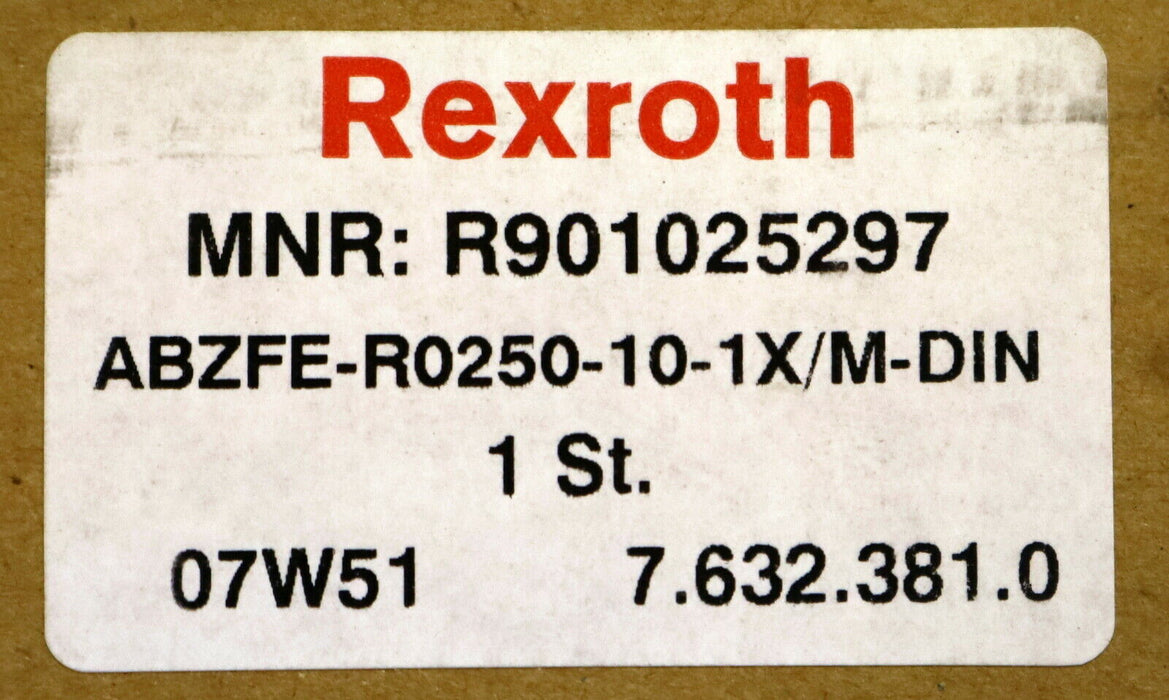 Rexroth
MNR: R901025297
ABZFE-R0250-10-1X/M-DIN
1 St.
07W51 7.632.381.0